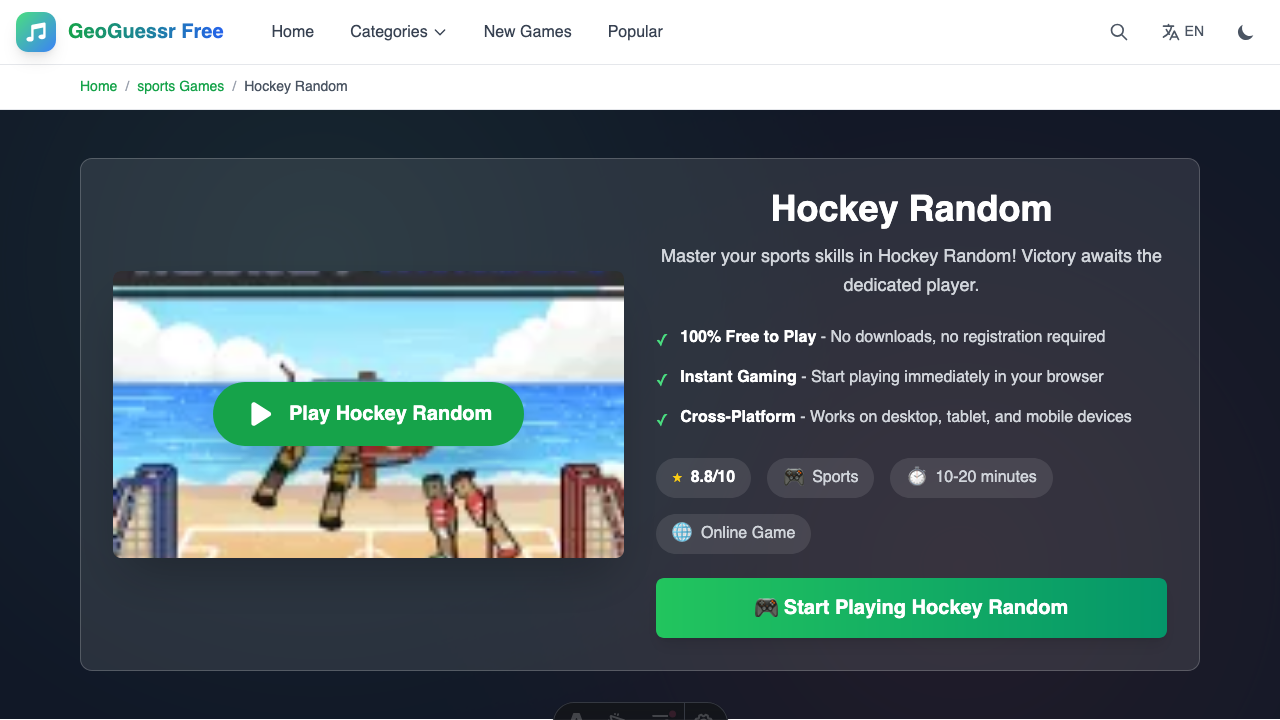 GeoGuessr Free
Home
Categories
New Games
Popular
EN
Home / sports Games / Hockey Random
Play Hockey Random
Hockey Random
Master your sports skills in Hockey Random! Victory awaits the
dedicated player.
✓ 100% Free to Play - No downloads, no registration required
✓ Instant Gaming - Start playing immediately in your browser
✓ Cross-Platform - Works on desktop, tablet, and mobile devices
★ 8.8/10
🎮 Sports
⏱️ 10-20 minutes
🌐 Online Game
🎮 Start Playing Hockey Random